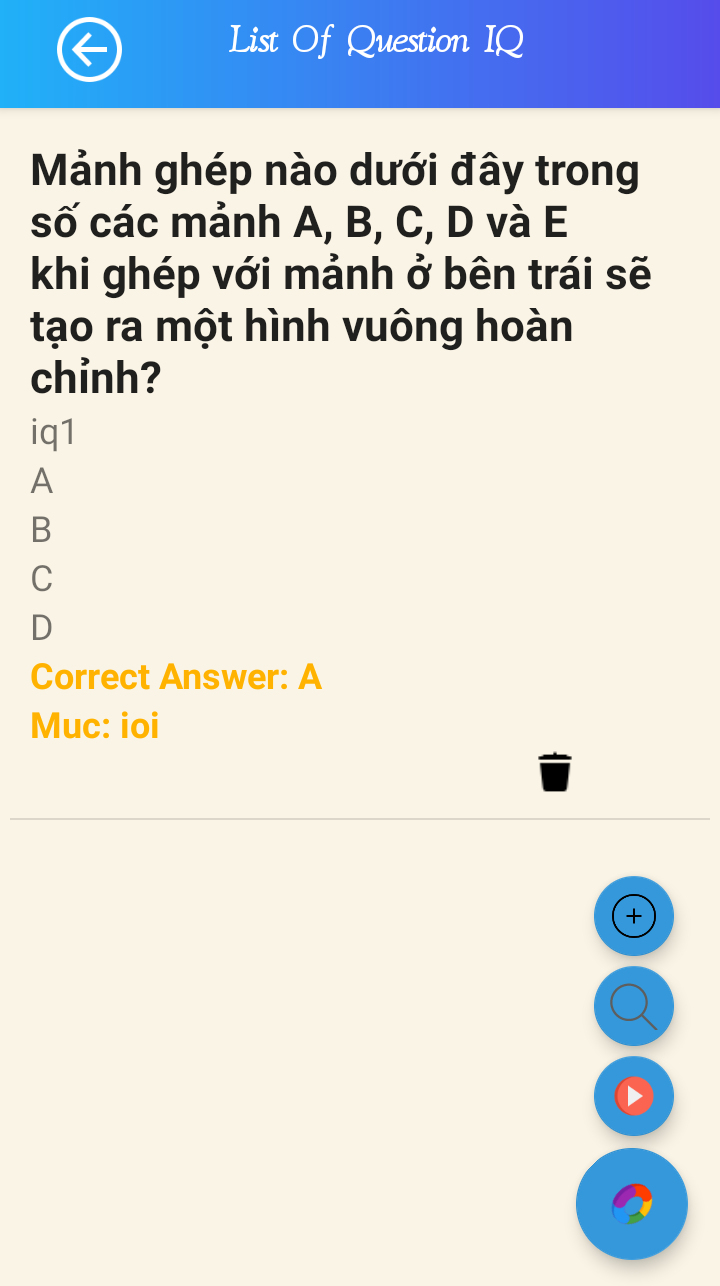 List Of Question IQ
Mảnh ghép nào dưới đây trong
số các mảnh A, B, C, D và E
khi ghép với mảnh ở bên trái sẽ
tạo ra một hình vuông hoàn
chỉnh?
iq1
A
B
C
D
Correct Answer: A
Muc: ioi